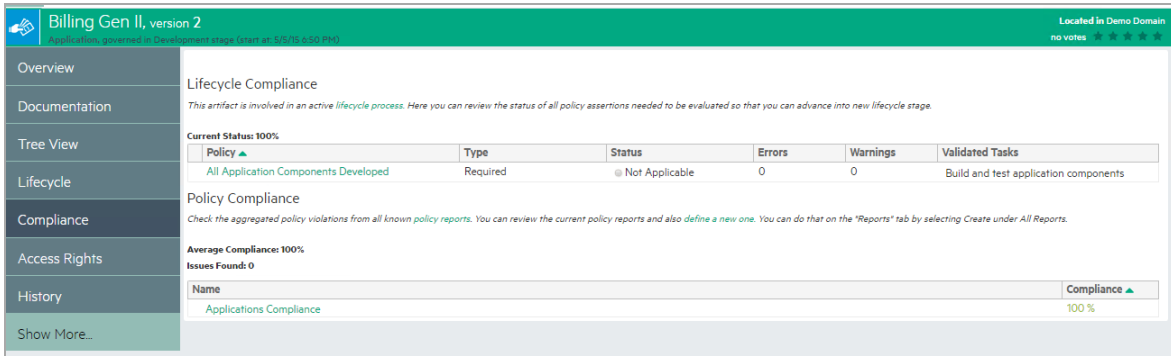 Billing Gen II, version 2
Application, governed in Development stage (start at: 5/5/15 6:50 PM)
Located in Demo Domain
no votes
Overview
Documentation
Tree View
Lifecycle
Compliance
Access Rights
History
Show More...
Lifecycle Compliance
This artifact is involved in an active lifecycle process. Here you can review the status of all policy assertions needed to be evaluated so that you can advance into new lifecycle stage.
Current Status: 100%
Policy Type Status Errors Warnings Validated Tasks
All Application Components Developed Required Not Applicable 0 0 Build and test application components
Policy Compliance
Check the aggregated policy violations from all known policy reports. You can review the current policy reports and also define a new one. You can do that on the "Reports" tab by selecting Create under All Reports.
Average Compliance: 100%
Issues Found: 0
Name Compliance
Applications Compliance 100 %